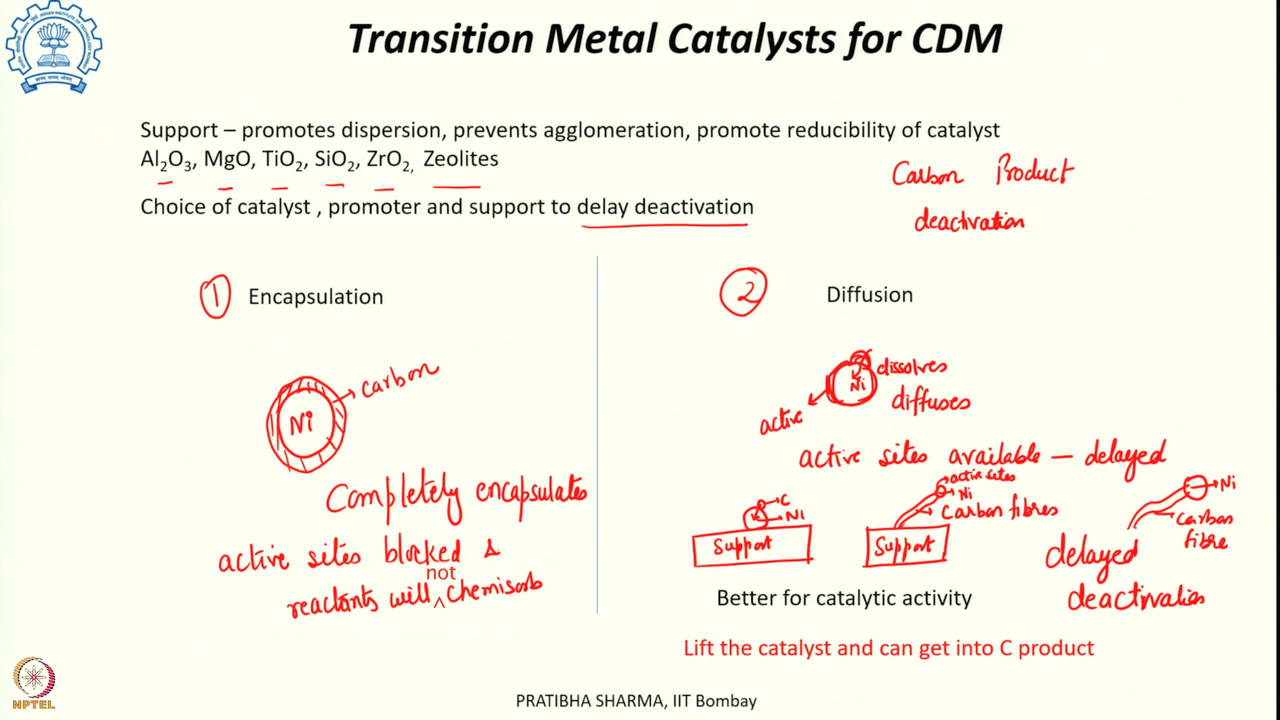 Transition Metal Catalysts for CDM
Support – promotes dispersion, prevents agglomeration, promote reducibility of catalyst
Al₂O₃, MgO, TiO₂, SiO₂, ZrO₂, Zeolites
Carbon Product
Choice of catalyst , promoter and support to delay deactivation
deactivation
1 Encapsulation
Ni
carbon
Completely encapsulates
active sites blocked &
reactants will not chemisorb
2 Diffusion
dissolves
Ni
diffuses
active
active sites available – delayed
C
Ni
Support
active sites
Ni
Carbon fibres
Support
Ni
Carbon
fibre
delayed
deactivation
Better for catalytic activity
Lift the catalyst and can get into C product
NPTEL
PRATIBHA SHARMA, IIT Bombay